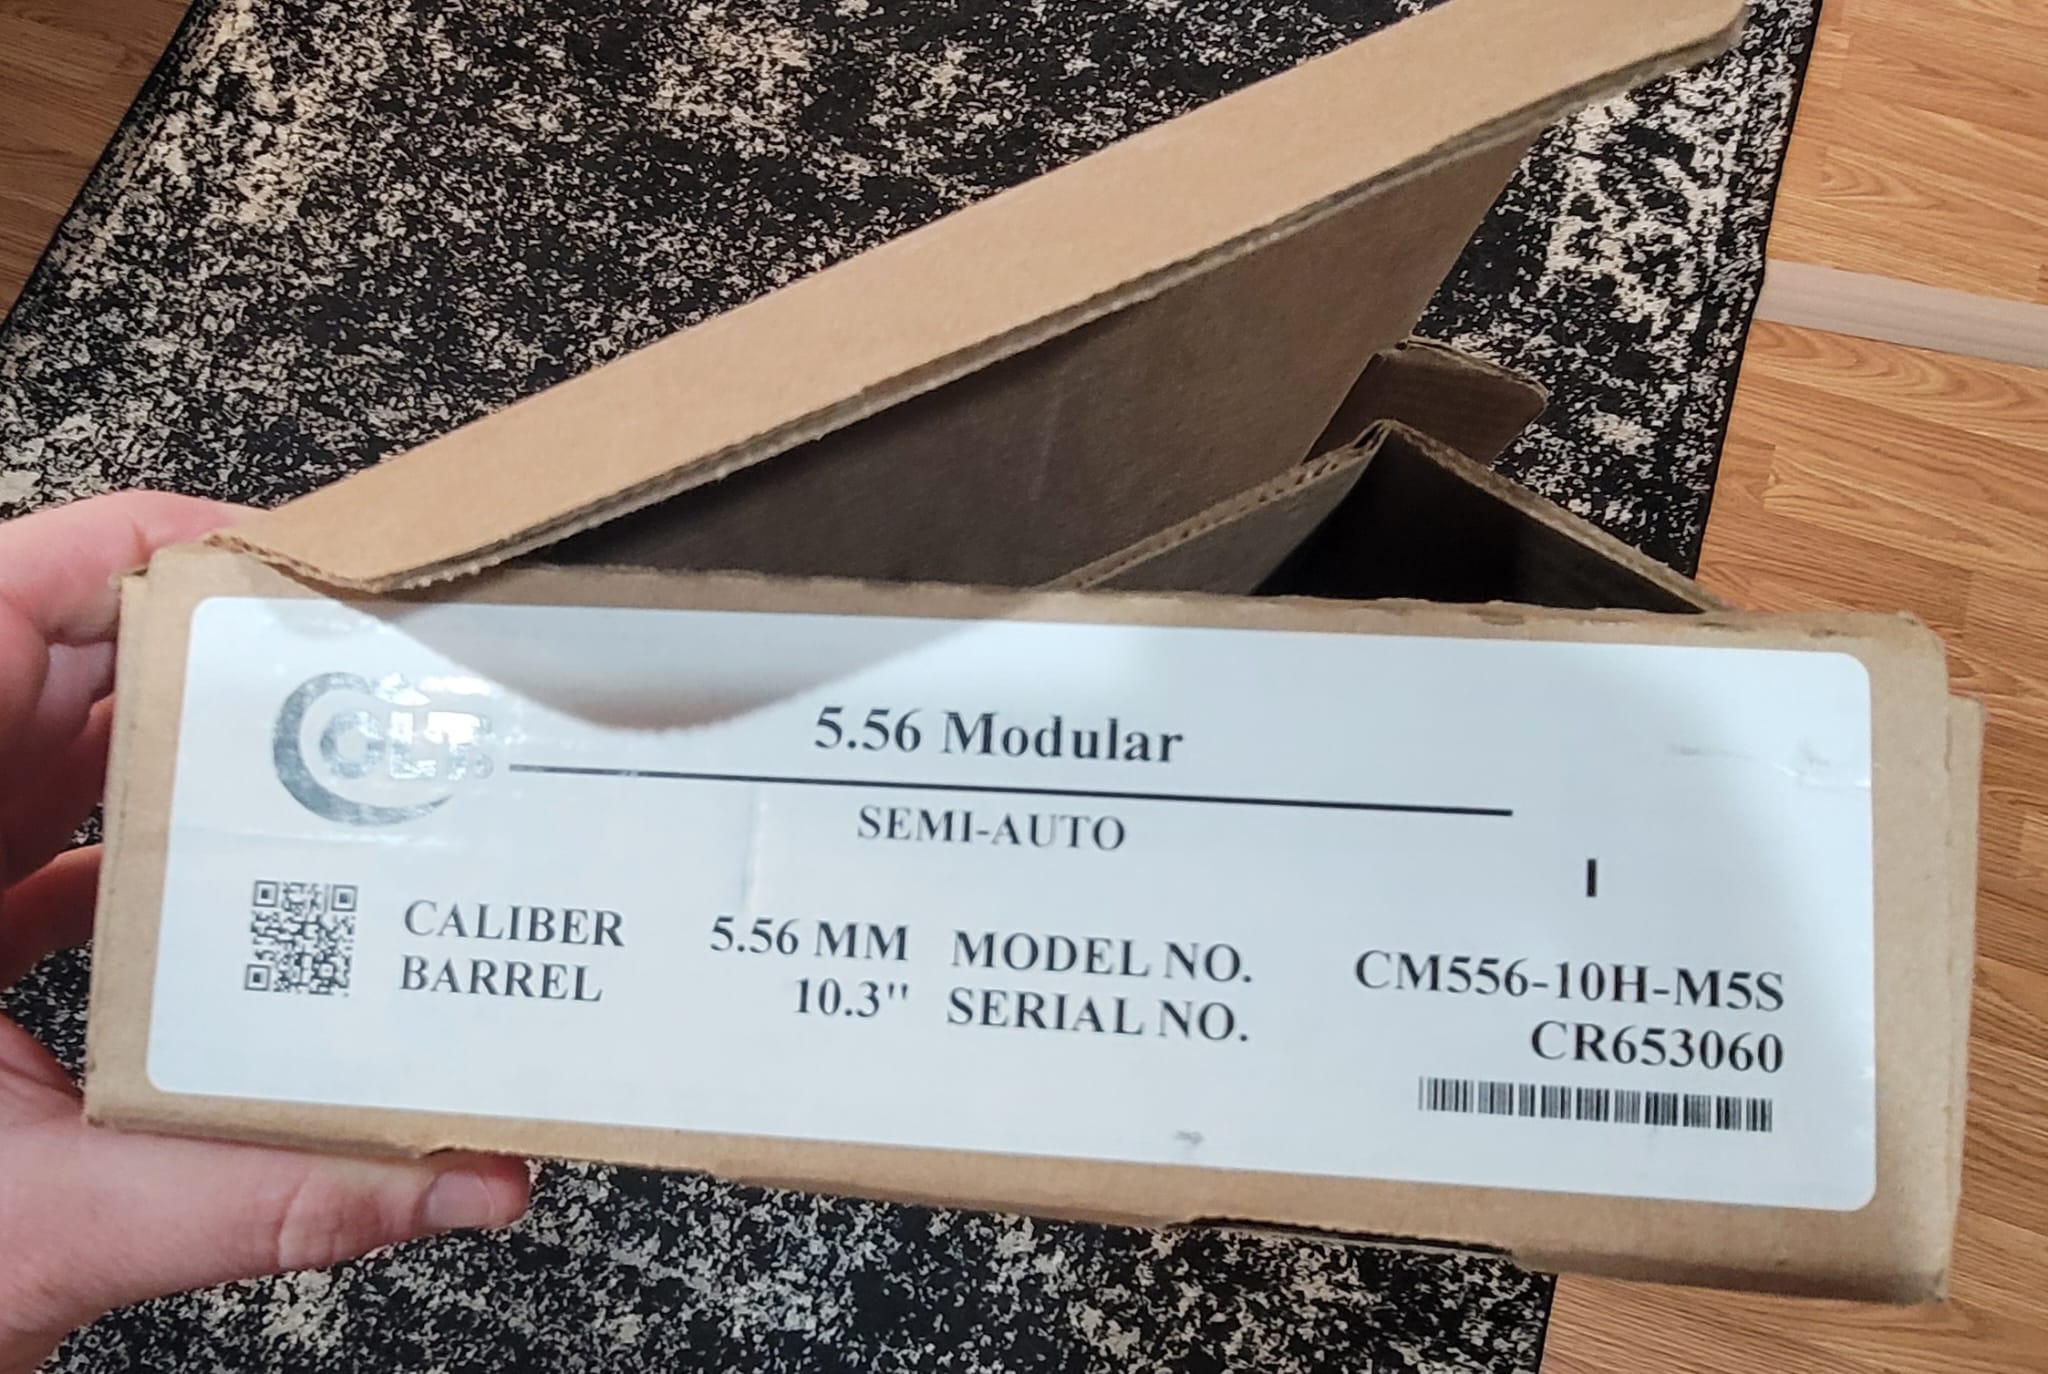 COLT
5.56 Modular
SEMI-AUTO
I
CALIBER 5.56 MM MODEL NO. CM556-10H-M5S
BARREL 10.3" SERIAL NO. CR653060